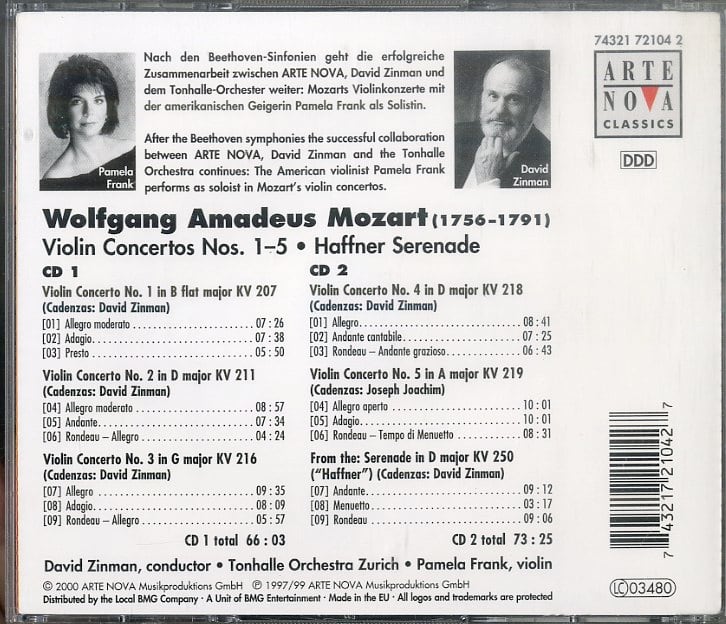 74321 72104 2
Nach den Beethoven-Sinfonien geht die erfolgreiche
Zusammenarbeit zwischen ARTE NOVA, David Zinman und
dem Tonhalle-Orchester weiter: Mozarts Violinkonzerte mit
der amerikanischen Geigerin Pamela Frank als Solistin.
After the Beethoven symphonies the successful collaboration
between ARTE NOVA, David Zinman and the Tonhalle
Orchestra continues: The American violinist Pamela Frank
performs as soloist in Mozart's violin concertos.
Pamela
Frank
David
Zinman
ARTE
NOVA
CLASSICS
DDD
Wolfgang Amadeus Mozart (1756-1791)
Violin Concertos Nos. 1–5 • Haffner Serenade
CD 1
Violin Concerto No. 1 in B flat major KV 207
(Cadenzas: David Zinman)
[01] Allegro moderato 07 : 26
[02] Adagio 07 : 38
[03] Presto 05 : 50
Violin Concerto No. 2 in D major KV 211
(Cadenzas: David Zinman)
[04] Allegro moderato 08 : 57
[05] Andante 07 : 34
[06] Rondeau – Allegro 04 : 24
Violin Concerto No. 3 in G major KV 216
(Cadenzas: David Zinman)
[07] Allegro 09 : 35
[08] Adagio 08 : 09
[09] Rondeau – Allegro 05 : 57
CD 1 total 66 : 03
CD 2
Violin Concerto No. 4 in D major KV 218
(Cadenzas: David Zinman)
[01] Allegro 08 : 41
[02] Andante cantabile 07 : 25
[03] Rondeau – Andante grazioso 06 : 43
Violin Concerto No. 5 in A major KV 219
(Cadenzas: Joseph Joachim)
[04] Allegro aperto 10 : 01
[05] Adagio 10 : 01
[06] Rondeau – Tempo di Menuetto 08 : 31
From the: Serenade in D major KV 250
("Haffner") (Cadenzas: David Zinman)
[07] Andante 09 : 12
[08] Menuetto 03 : 17
[09] Rondeau 09 : 06
CD 2 total 73 : 25
David Zinman, conductor • Tonhalle Orchestra Zurich • Pamela Frank, violin
© 2000 ARTE NOVA Musikproduktions GmbH ℗ 1997/99 ARTE NOVA Musikproduktions GmbH
Distributed by the Local BMG Company • A Unit of BMG Entertainment • Made in the EU • All logos and trademarks are protected
7 43217 21042 7
LC 03480